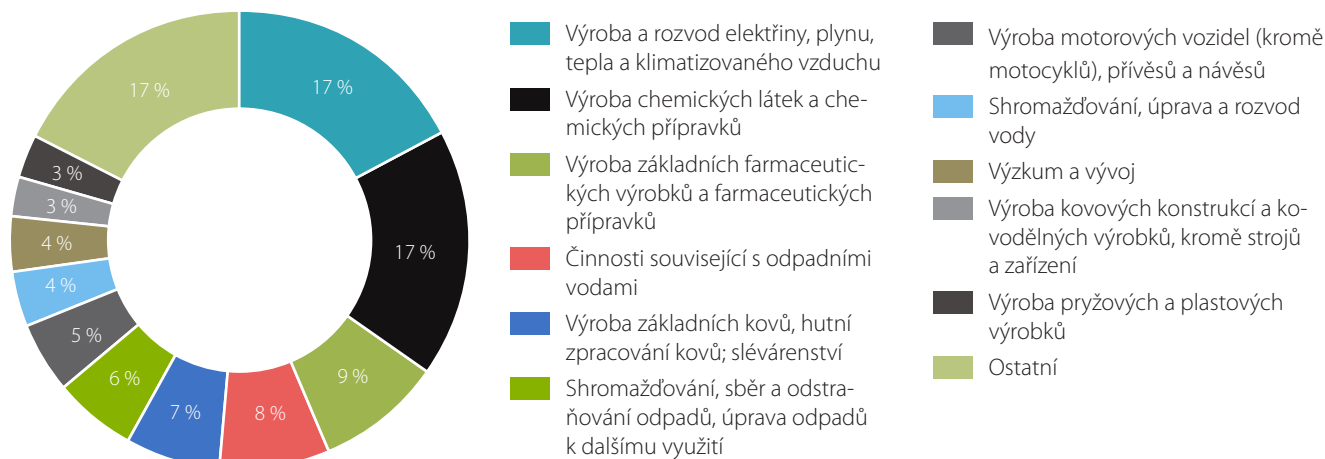 17 %
17 %
9 %
8 %
7 %
6 %
5 %
4 %
4 %
3 %
3 %
17 %
Výroba a rozvod elektřiny, plynu,
tepla a klimatizovaného vzduchu
Výroba chemických látek a che-
mických přípravků
Výroba základních farmaceutic-
kých výrobků a farmaceutických
přípravků
Činnosti související s odpadními
vodami
Výroba základních kovů, hutní
zpracování kovů; slévárenství
Shromažďování, sběr a odstra-
ňování odpadů, úprava odpadů
k dalšímu využití
Výroba motorových vozidel (kromě
motocyklů), přívěsů a návěsů
Shromažďování, úprava a rozvod
vody
Výzkum a vývoj
Výroba kovových konstrukcí a ko-
vodělných výrobků, kromě strojů
a zařízení
Výroba pryžových a plastových
výrobků
Ostatní